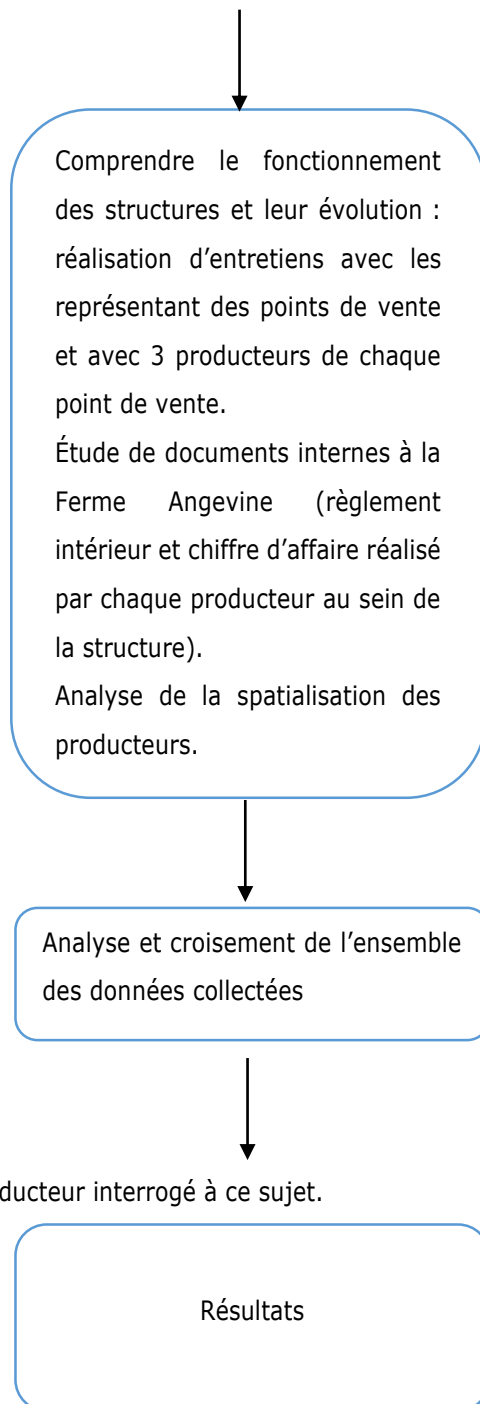 Comprendre le fonctionnement
des structures et leur évolution :
réalisation d’entretiens avec les
représentant des points de vente
et avec 3 producteurs de chaque
point de vente.
Étude de documents internes à la
Ferme Angevine (règlement
intérieur et chiffre d’affaire réalisé
par chaque producteur au sein de
la structure).
Analyse de la spatialisation des
producteurs.
Analyse et croisement de l’ensemble
des données collectées
ducteur interrogé à ce sujet.
Résultats